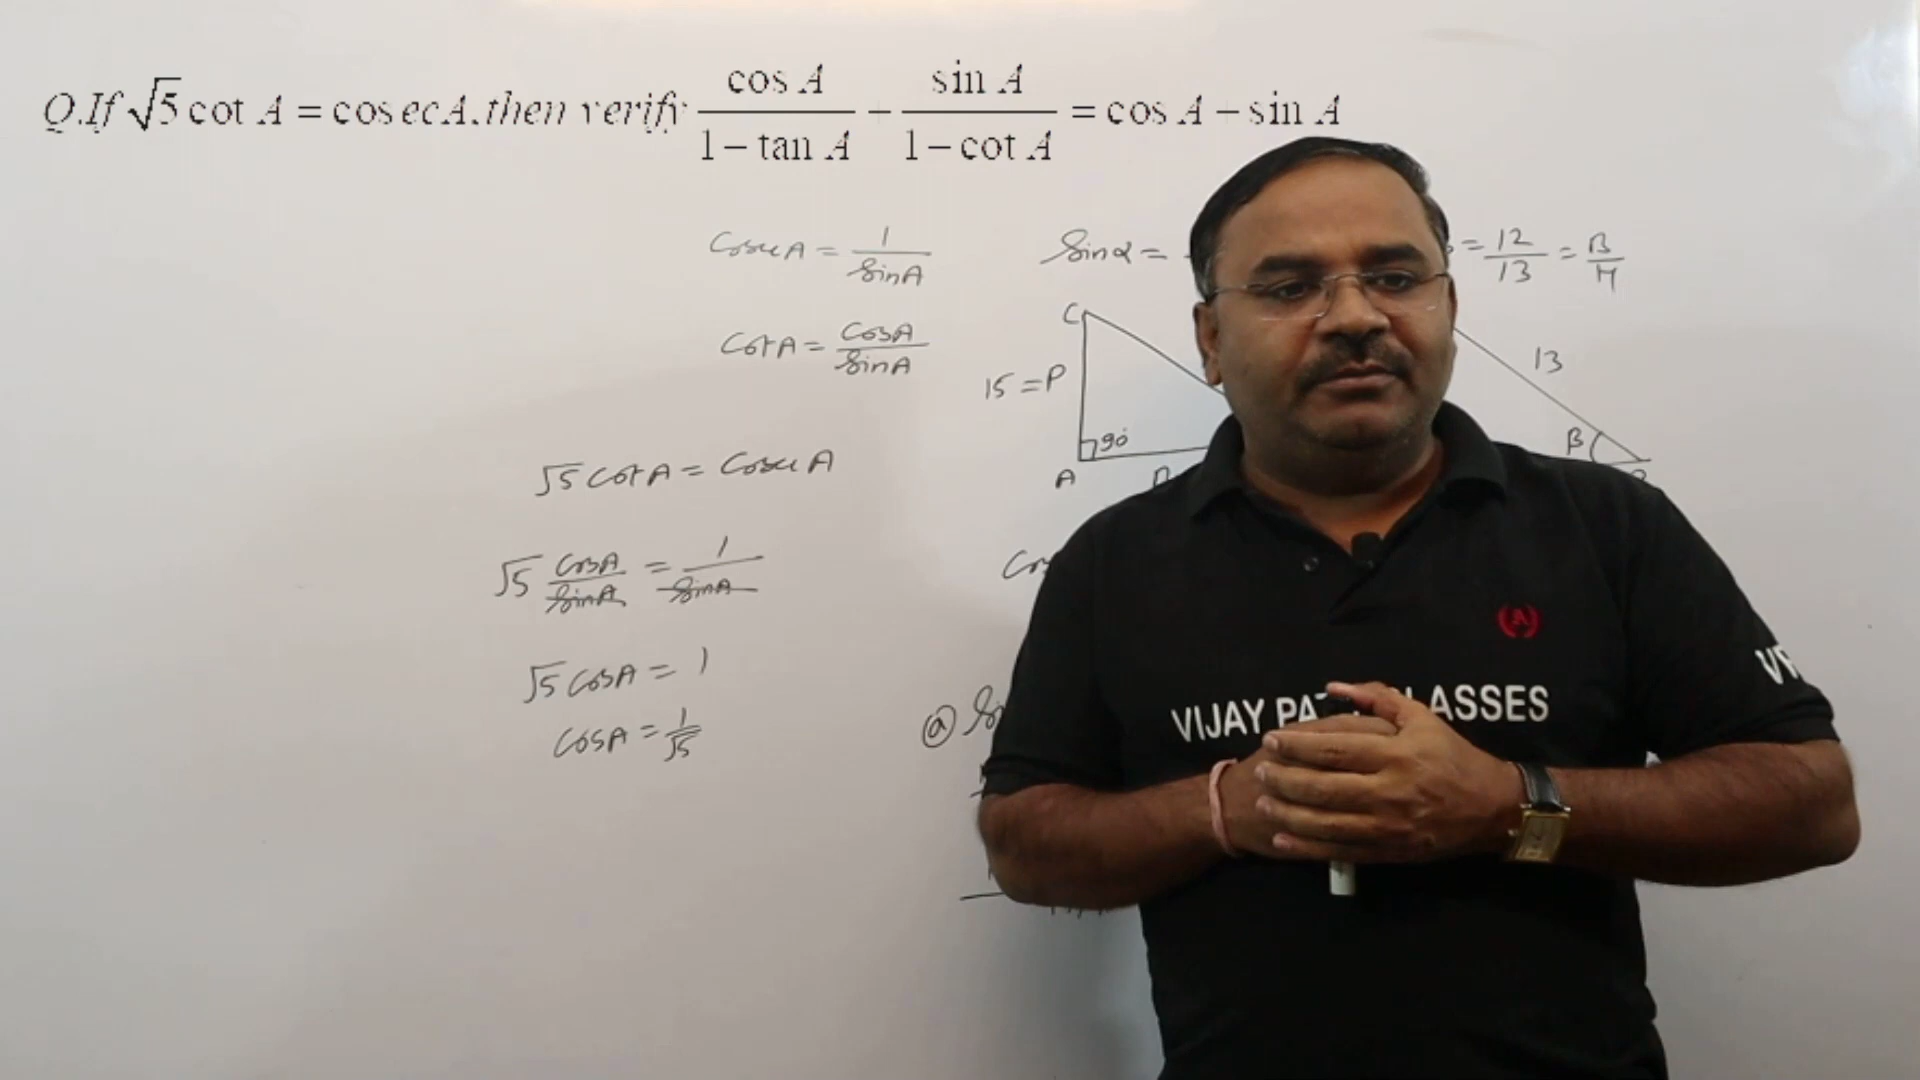 Q.If √5 cot A = cosecA.then verify cos A / 1 − tan A + sin A / 1 − cot A = cos A + sin A
CosecA = 1 / SinA
CotA = CosA / SinA
√5 CotA = Cosec A
√5 CosA / SinA = 1 / SinA
√5 CosA = 1
CosA = 1 / √5
Sinα =
= 12 / 13 = B / H
C
15 = P
90°
A
13
β
@
VIJAY PA CLASSES
A